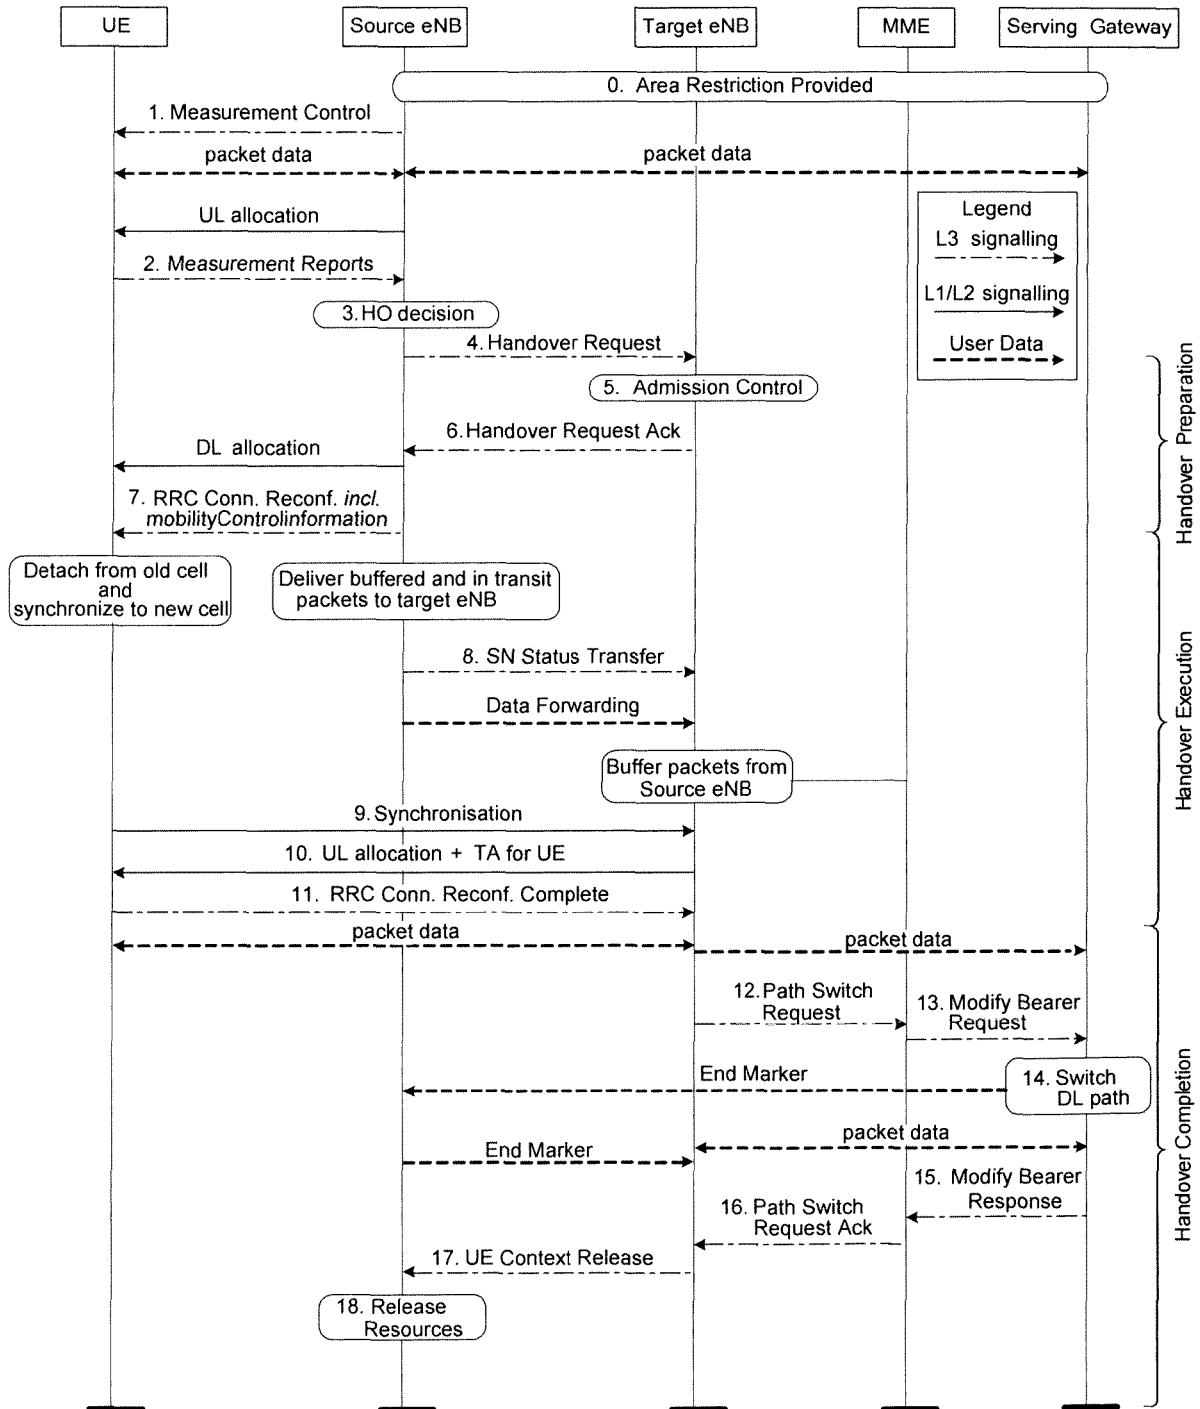 UE
Source eNB
Target eNB
MME
Serving Gateway
0. Area Restriction Provided
1. Measurement Control
packet data
packet data
Legend
L3 signalling
L1/L2 signalling
User Data
UL allocation
2. Measurement Reports
3.HO decision
4.Handover Request
5. Admission Control
6.Handover Request Ack
DL allocation
7. RRC Conn. Reconf. incl.
mobilityControlinformation
Handover Preparation
Detach from old cell
and
synchronize to new cell
Deliver buffered and in transit
packets to target eNB
8. SN Status Transfer
Data Forwarding
Buffer packets from
Source eNB
9.Synchronisation
10. UL allocation + TA for UE
11. RRC Conn. Reconf. Complete
Handover Execution
packet data
packet data
12.Path Switch
Request
13. Modify Bearer
Request
End Marker
14. Switch
DL path
packet data
End Marker
15. Modify Bearer
Response
16. Path Switch
Request Ack
17. UE Context Release
18. Release
Resources
Handover Completion